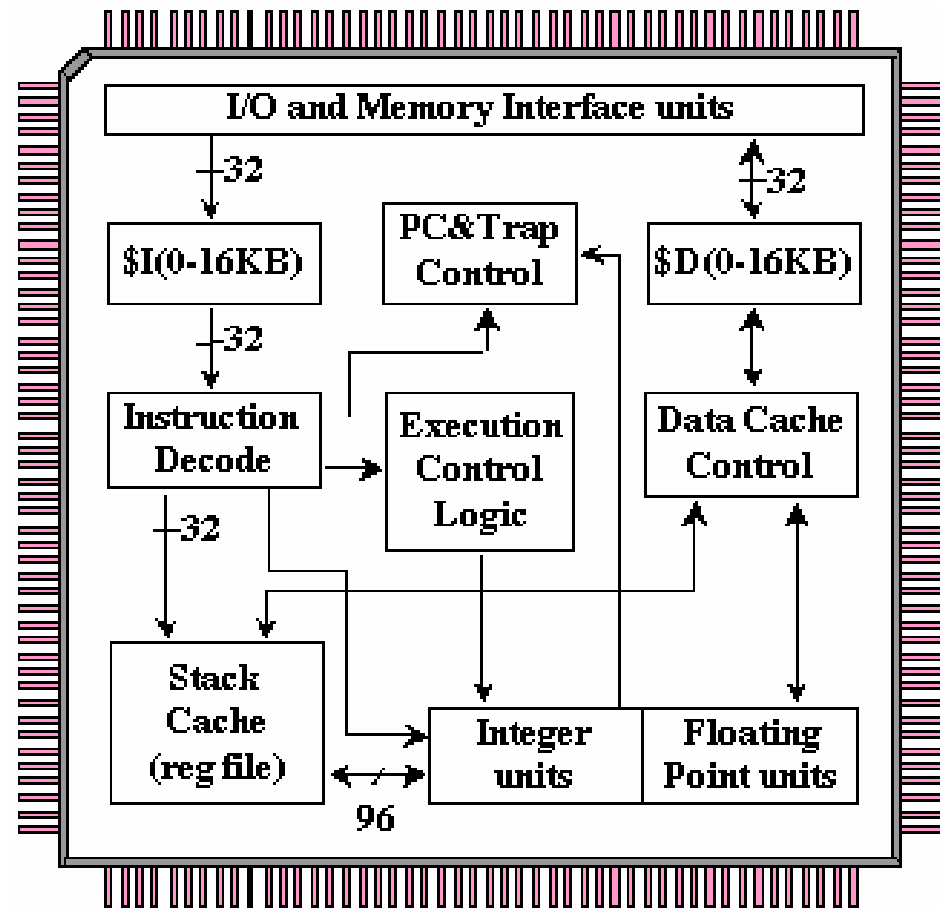 I/O and Memory Interface units
32
32
$I(0-16KB)
PC&Trap
Control
$D(0-16KB)
32
Instruction
Decode
Execution
Control
Logic
Data Cache
Control
32
Stack
Cache
(reg file)
96
Integer
units
Floating
Point units